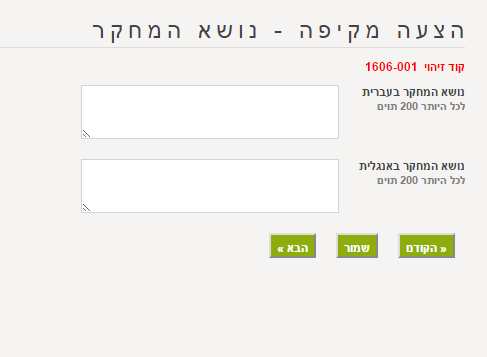 הצעה מקיפה - נושא המחקר
קוד זיהוי 1606-001
נושא המחקר בעברית
לכל היותר 200 תוים
נושא המחקר באנגלית
לכל היותר 200 תוים
« הקודם
שמור
הבא »